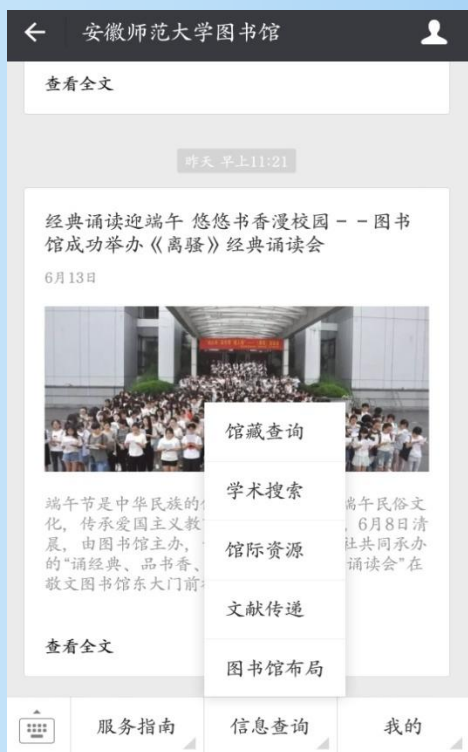 安徽师范大学图书馆
查看全文
昨天 早上11:21
经典诵读迎端午 悠悠书香漫校园－－图书
馆成功举办《离骚》经典诵读会
6月13日
馆藏查询
学术搜索
馆际资源
文献传递
图书馆布局
端午节是中华民族的 端午民俗文
化，传承爱国主义教 6月8日清
晨，由图书馆主办， 社共同承办
的“诵经典、品书香、 诵读会”在
敬文图书馆东大门前
查看全文
服务指南
信息查询
我的